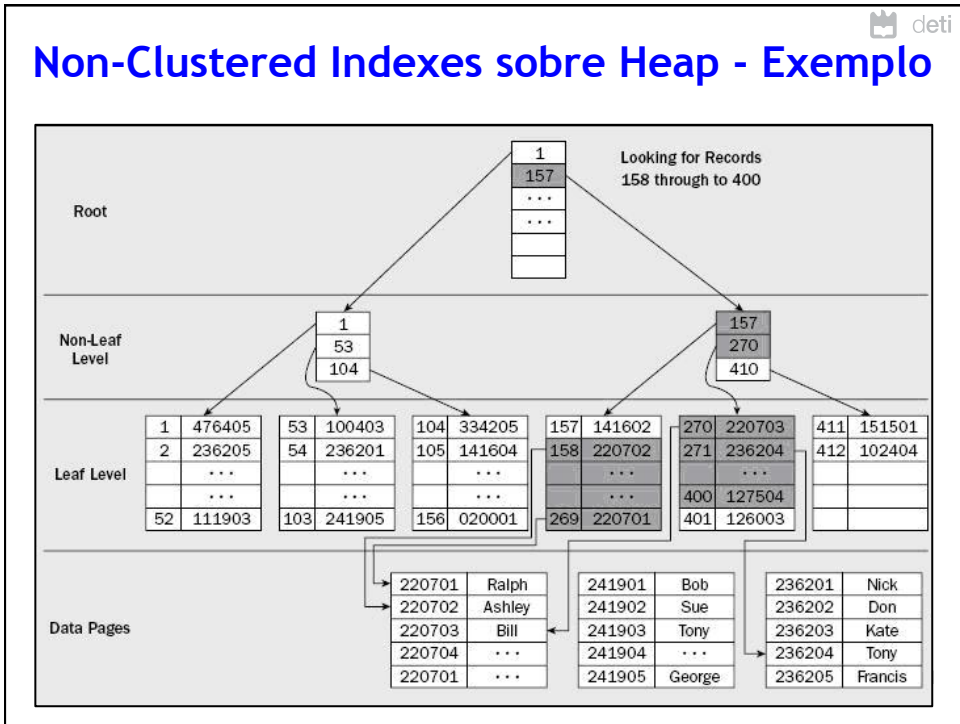 deti
Non-Clustered Indexes sobre Heap - Exemplo
Root
1
157
· · ·
· · ·
Looking for Records
158 through to 400
Non-Leaf
Level
1
53
104
157
270
410
Leaf Level
1 476405
2 236205
· · ·
· · ·
52 111903
53 100403
54 236201
· · ·
· · ·
103 241905
104 334205
105 141604
· · ·
· · ·
156 020001
157 141602
158 220702
· · ·
· · ·
269 220701
270 220703
271 236204
· · ·
400 127504
401 126003
411 151501
412 102404
Data Pages
220701 Ralph
220702 Ashley
220703 Bill
220704 · · ·
220701 · · ·
241901 Bob
241902 Sue
241903 Tony
241904 · · ·
241905 George
236201 Nick
236202 Don
236203 Kate
236204 Tony
236205 Francis